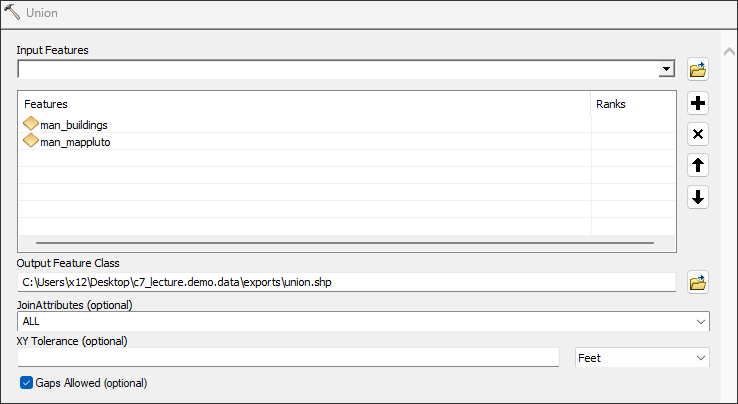 Union
Input Features
Features Ranks
man_buildings
man_mappluto
Output Feature Class
C:\Users\x12\Desktop\c7_lecture.demo.data\exports\union.shp
JoinAttributes (optional)
ALL
XY Tolerance (optional)
Feet
Gaps Allowed (optional)